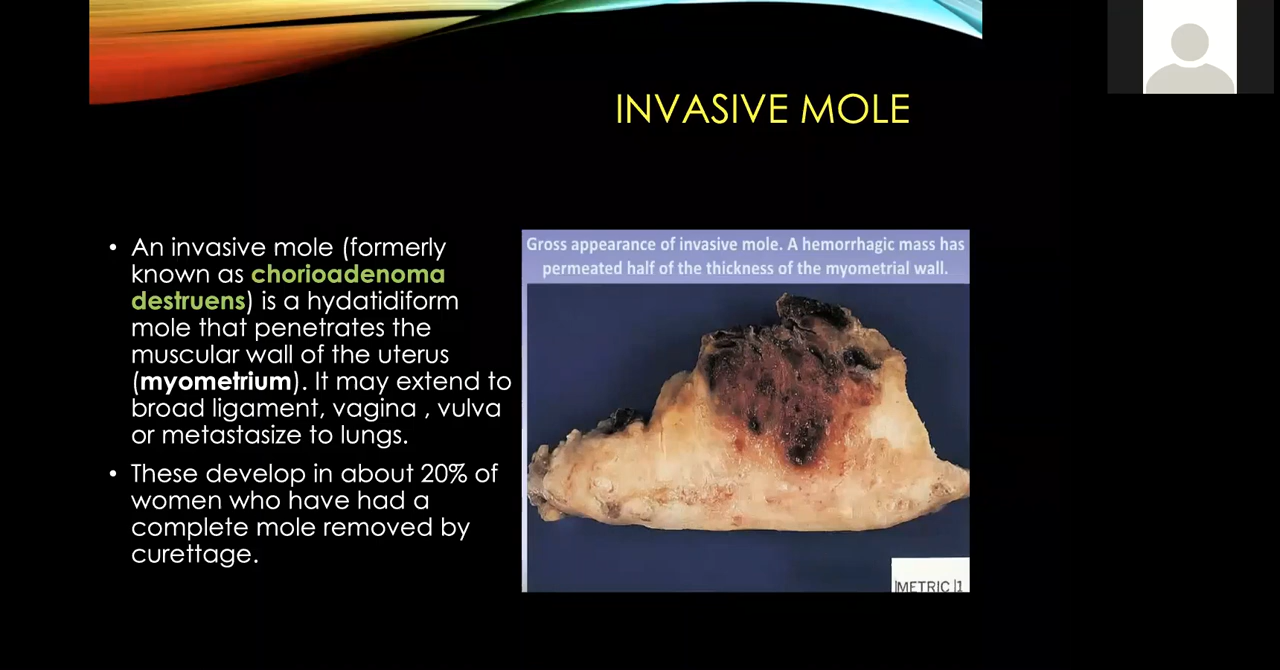 INVASIVE MOLE
• An invasive mole (formerly
known as chorioadenoma
destruens) is a hydatidiform
mole that penetrates the
muscular wall of the uterus
(myometrium). It may extend to
broad ligament, vagina , vulva
or metastasize to lungs.
• These develop in about 20% of
women who have had a
complete mole removed by
curettage.
Gross appearance of invasive mole. A hemorrhagic mass has
permeated half of the thickness of the myometrial wall.
METRIC 1